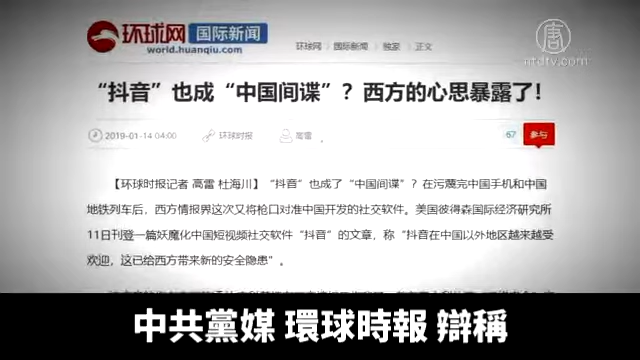 环球网 国际新闻
world.huanqiu.com
环球网 > 国际新闻 > 独家 > 正文
唐
ntdtv.com
“抖音”也成“中国间谍”？西方的心思暴露了！
2019-01-14 04:00 环球时报 高雷 67 参与
【环球时报记者 高雷 杜海川】“抖音”也成了“中国间谍”？在污蔑完中国手机和中国
地铁列车后，西方情报界这次又将枪口对准中国开发的社交软件。美国彼得森国际经济研究所
11日刊登一篇妖魔化中国短视频社交软件“抖音”的文章，称“抖音在中国以外地区越来越受
欢迎，这已给西方带来新的安全隐患”。
中共黨媒 環球時報 辯稱